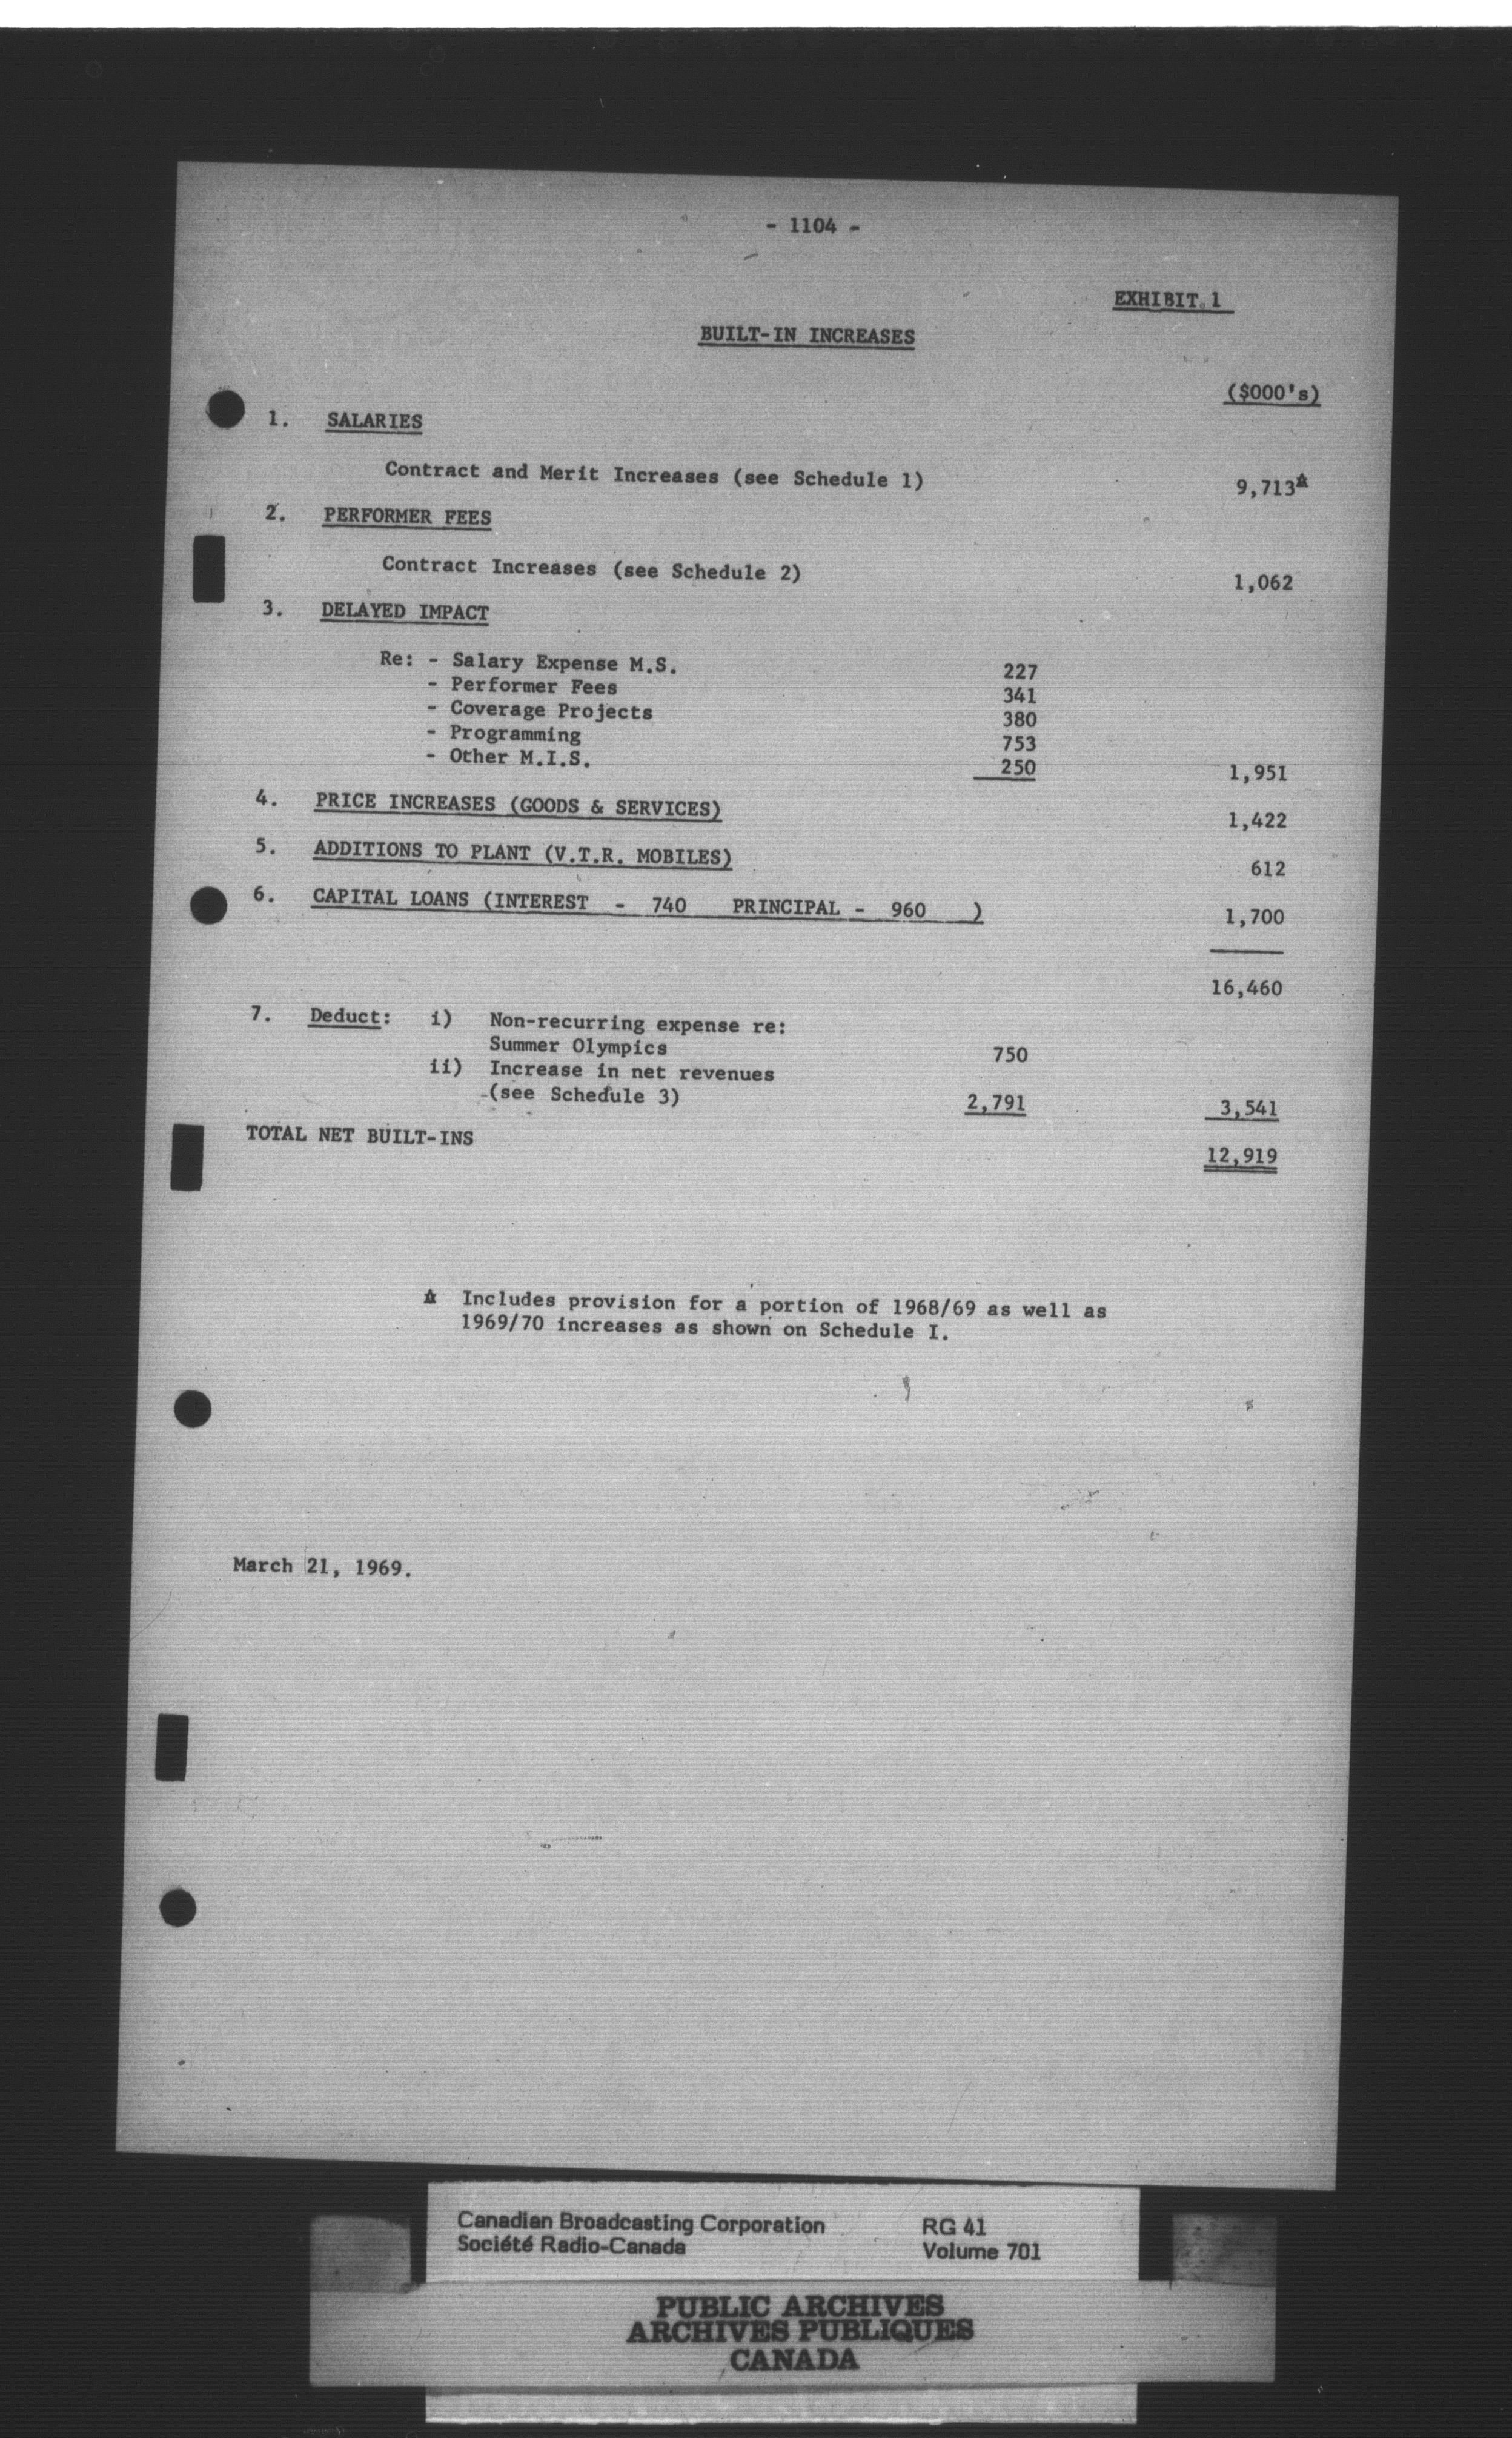 - 1104 -
EXHIBIT 1
BUILT-IN INCREASES
($000's)
1. SALARIES
Contract and Merit Increases (see Schedule 1) 9,713*
2. PERFORMER FEES
Contract Increases (see Schedule 2) 1,062
3. DELAYED IMPACT
Re: - Salary Expense M.S. 227
- Performer Fees 341
- Coverage Projects 380
- Programming 753
- Other M.I.S. 250 1,951
4. PRICE INCREASES (GOODS & SERVICES) 1,422
5. ADDITIONS TO PLANT (V.T.R. MOBILES) 612
6. CAPITAL LOANS (INTEREST - 740 PRINCIPAL - 960 ) 1,700
16,460
7. Deduct: i) Non-recurring expense re:
Summer Olympics 750
ii) Increase in net revenues
(see Schedule 3) 2,791 3,541
TOTAL NET BUILT-INS 12,919
* Includes provision for a portion of 1968/69 as well as
1969/70 increases as shown on Schedule I.
March 21, 1969.
Canadian Broadcasting Corporation RG 41
Société Radio-Canada Volume 701
PUBLIC ARCHIVES
ARCHIVES PUBLIQUES
CANADA